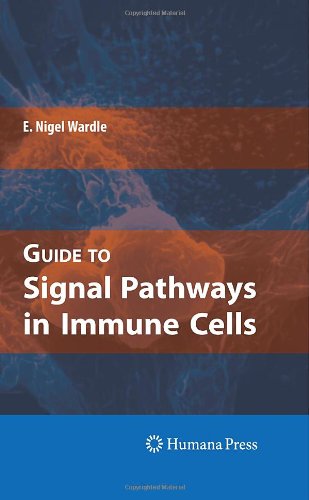 E. Nigel Wardle
GUIDE TO
Signal Pathways
in Immune Cells
Humana Press